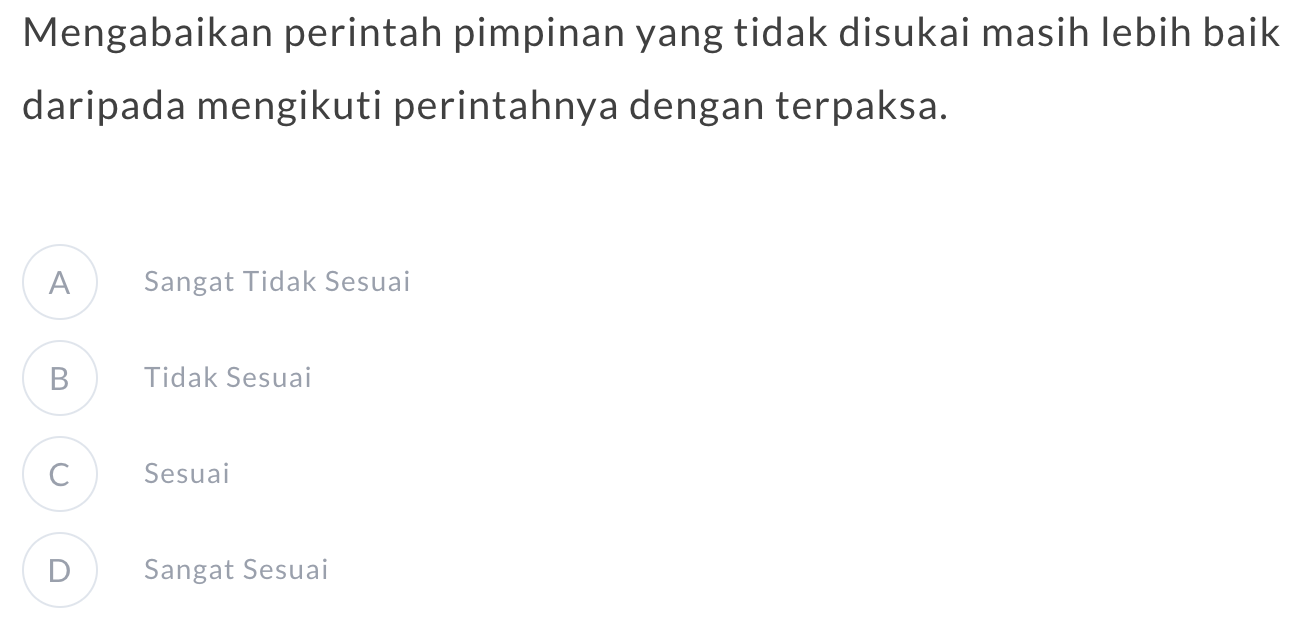 Mengabaikan perintah pimpinan yang tidak disukai masih lebih baik
daripada mengikuti perintahnya dengan terpaksa.
A Sangat Tidak Sesuai
B Tidak Sesuai
C Sesuai
D Sangat Sesuai